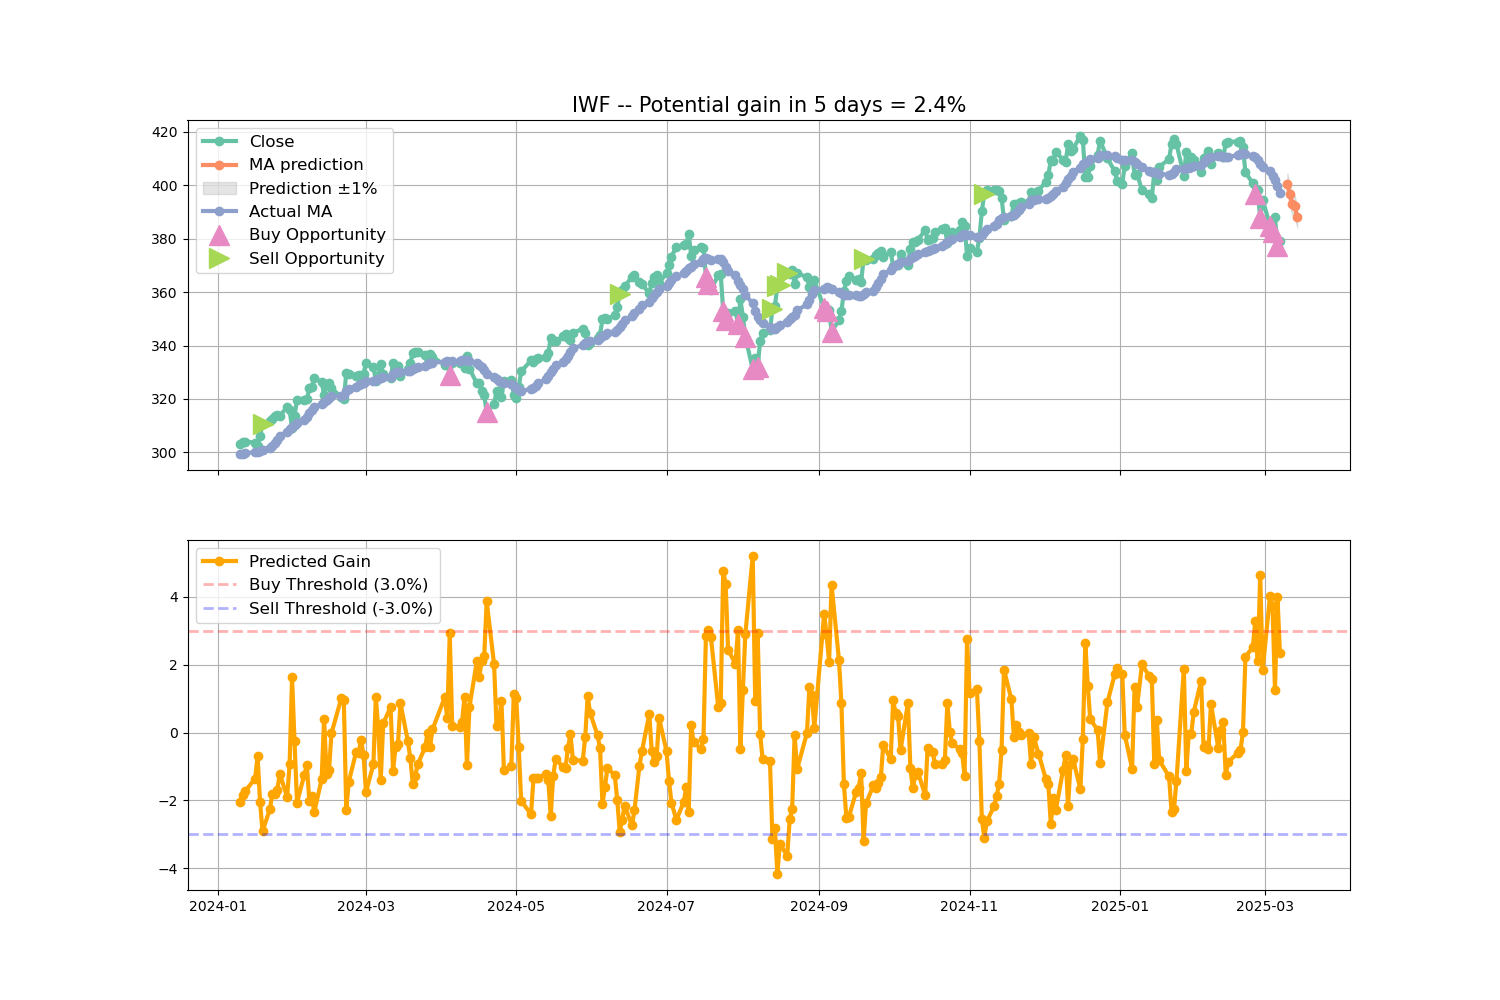 IWF -- Potential gain in 5 days = 2.4%
420
400
380
360
340
320
300
Close
MA prediction
Prediction ±1%
Actual MA
Buy Opportunity
Sell Opportunity
4
2
0
−2
−4
Predicted Gain
Buy Threshold (3.0%)
Sell Threshold (-3.0%)
2024-01
2024-03
2024-05
2024-07
2024-09
2024-11
2025-01
2025-03